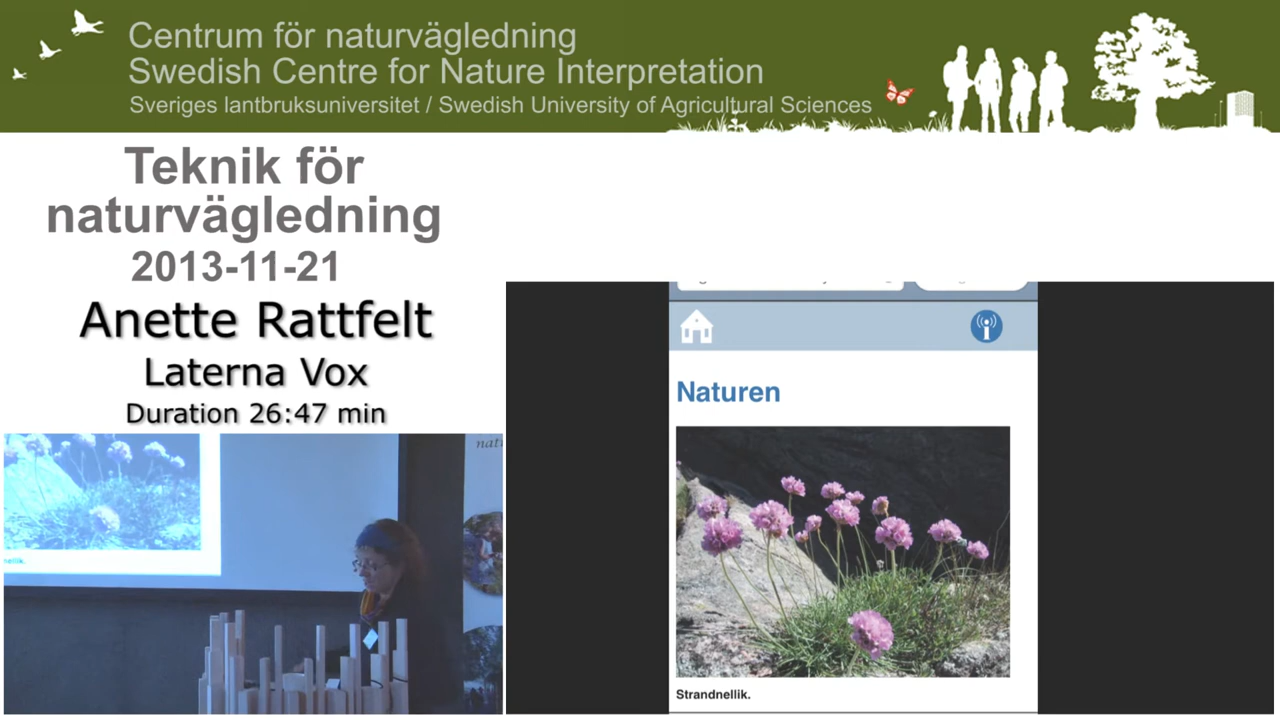 Centrum för naturvägledning
Swedish Centre for Nature Interpretation
Sveriges lantbruksuniversitet / Swedish University of Agricultural Sciences
Teknik för
naturvägledning
2013-11-21
Anette Rattfelt
Laterna Vox
Duration 26:47 min
Naturen
Strandnellik.